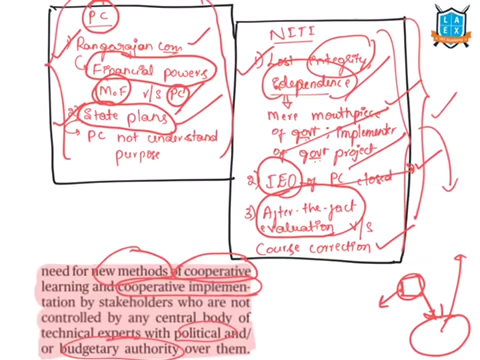 PC
1) Rangarajan com
Financial powers
MoF v/s PC
2) State plans
→ PC not understand
purpose
NITI
1) Lost Integrity
Idependence
Mere mouthpiece
of govt; implementer
of govt project
2) IEO of PC closed
3) After-the-fact
evaluation v/s
Course correction
LAEX
need for new methods of cooperative
learning and cooperative implemen-
tation by stakeholders who are not
controlled by any central body of
technical experts with political and/
or budgetary authority over them.